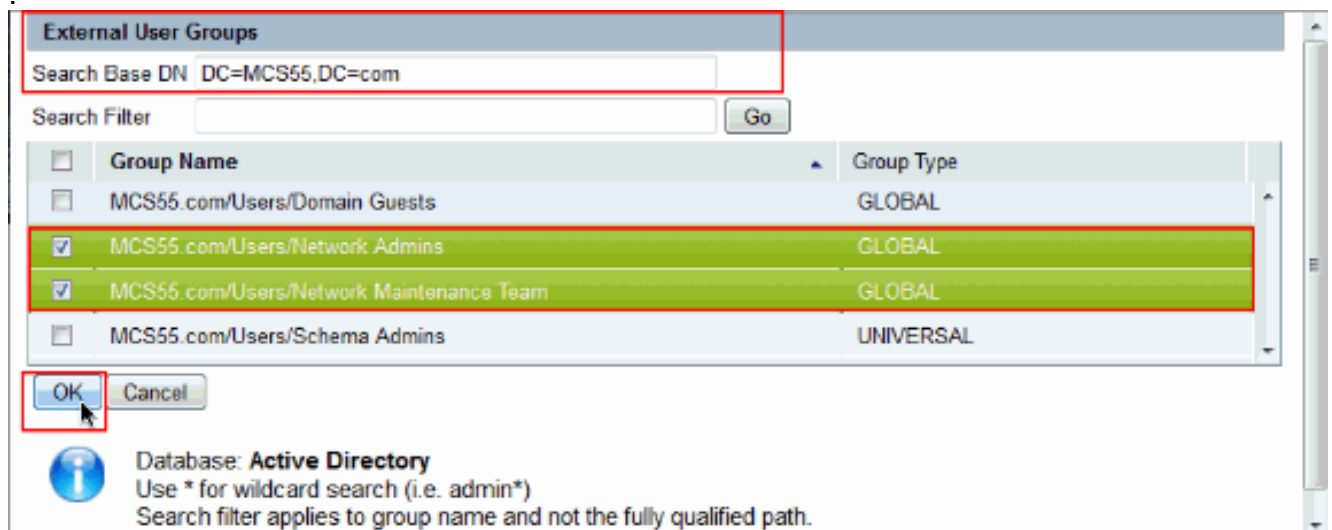 External User Groups
Search Base DN DC=MCS55,DC=com
Search Filter Go
Group Name Group Type
MCS55.com/Users/Domain Guests GLOBAL
MCS55.com/Users/Network Admins GLOBAL
MCS55.com/Users/Network Maintenance Team GLOBAL
MCS55.com/Users/Schema Admins UNIVERSAL
OK Cancel
Database: Active Directory
Use * for wildcard search (i.e. admin*)
Search filter applies to group name and not the fully qualified path.